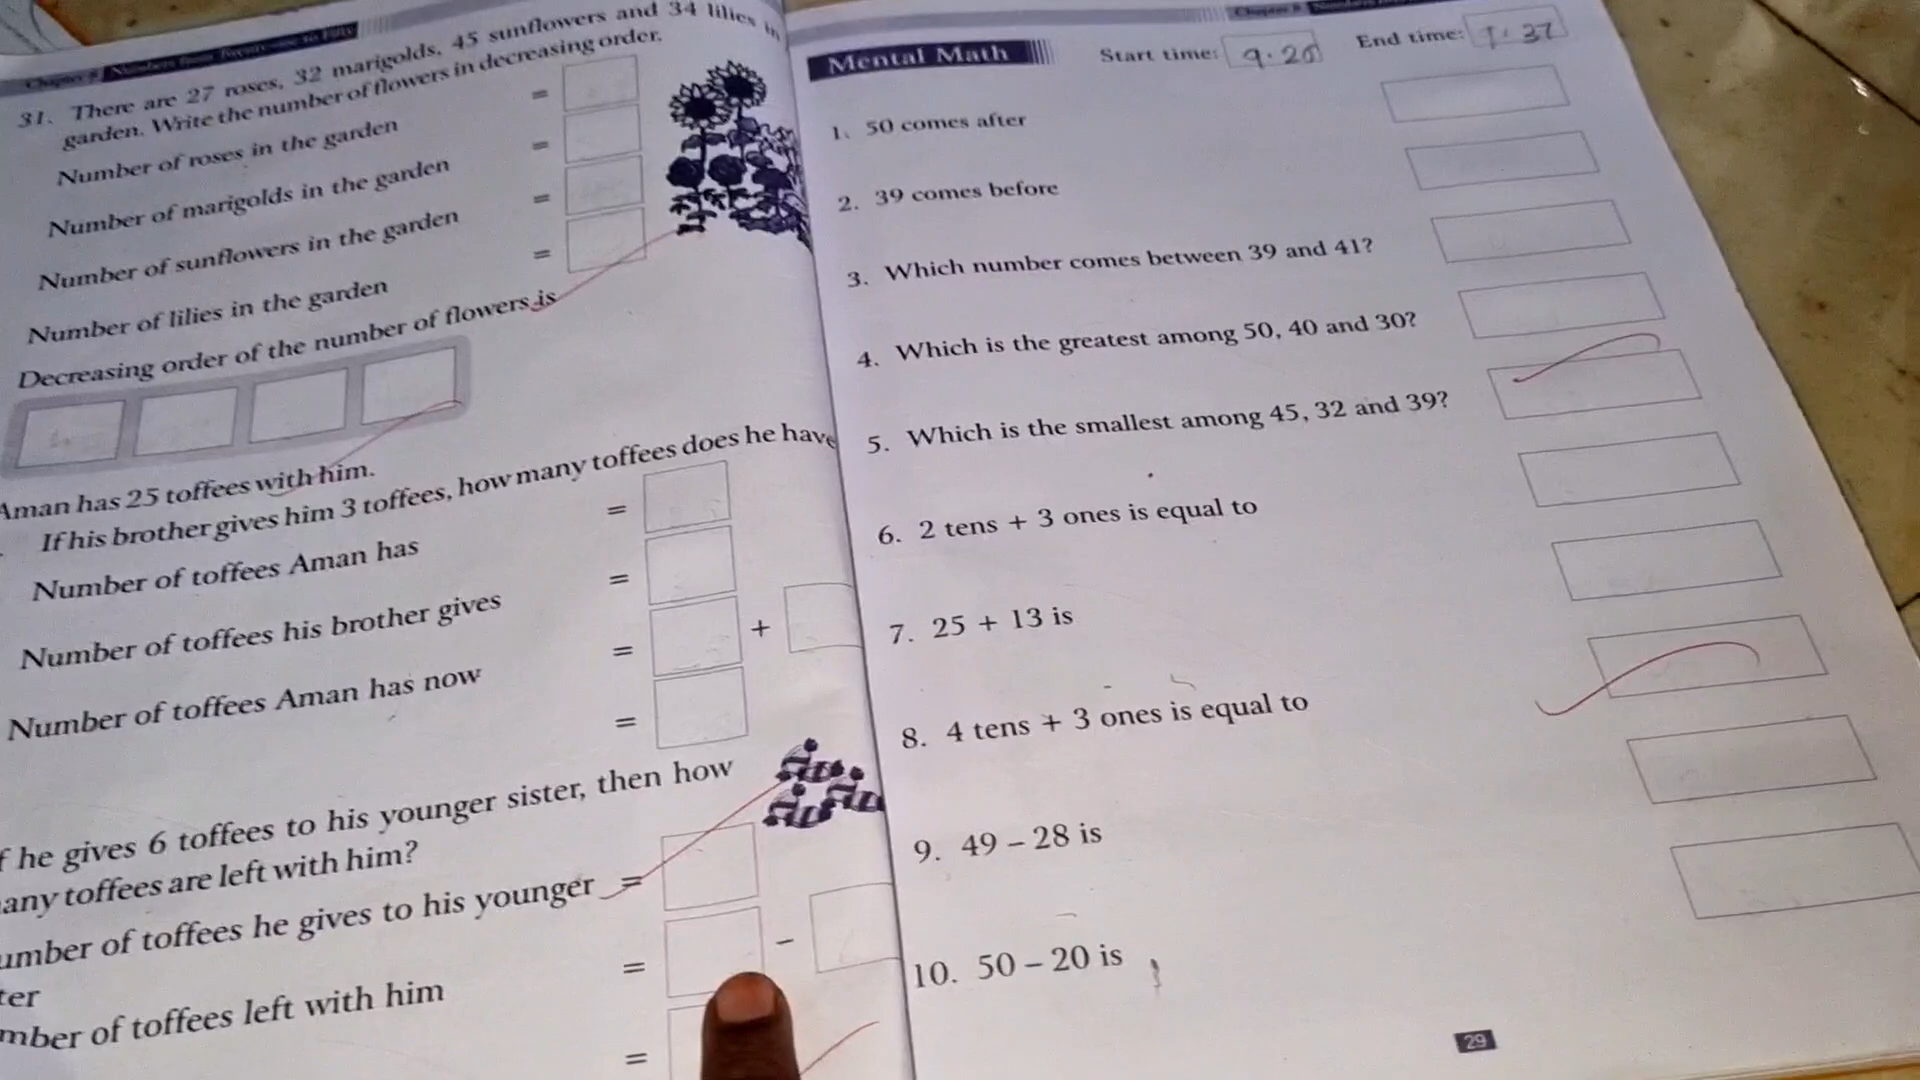 Chapter 8 Numbers from Twenty-one to Fifty
31. There are 27 roses, 32 marigolds, 45 sunflowers and 34 lilies in
garden. Write the number of flowers in decreasing order.
Number of roses in the garden =
Number of marigolds in the garden =
Number of sunflowers in the garden =
Number of lilies in the garden =
Decreasing order of the number of flowers is
Aman has 25 toffees with him.
If his brother gives him 3 toffees, how many toffees does he have
Number of toffees Aman has =
Number of toffees his brother gives =
Number of toffees Aman has now = +
=
f he gives 6 toffees to his younger sister, then how
any toffees are left with him?
umber of toffees he gives to his younger =
ter
mber of toffees left with him = −
=
Chapter 8
Mental Math Start time: End time:
1. 50 comes after
2. 39 comes before
3. Which number comes between 39 and 41?
4. Which is the greatest among 50, 40 and 30?
5. Which is the smallest among 45, 32 and 39?
6. 2 tens + 3 ones is equal to
7. 25 + 13 is
8. 4 tens + 3 ones is equal to
9. 49 – 28 is
10. 50 – 20 is
29